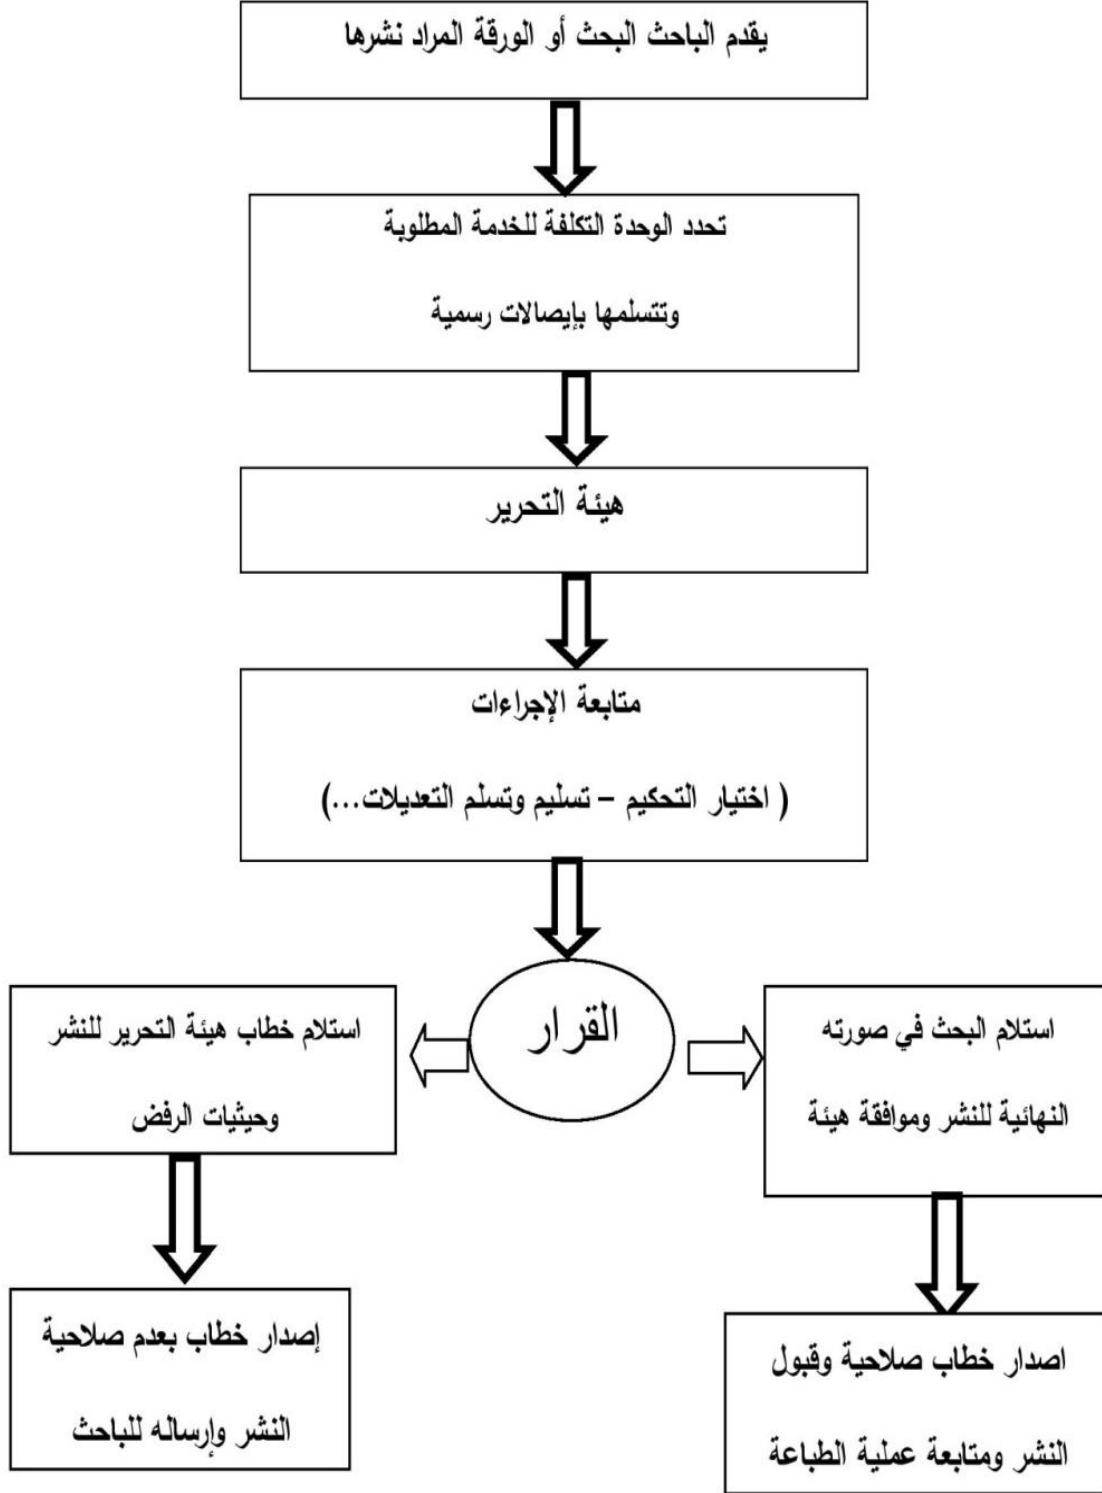 يقدم الباحث البحث أو الورقة المراد نشرها
تحدد الوحدة التكلفة للخدمة المطلوبة
وتتسلمها بإيصالات رسمية
هيئة التحرير
متابعة الإجراءات
( اختيار التحكيم – تسليم وتسلم التعديلات...)
القرار
استلام البحث في صورته
النهائية للنشر وموافقة هيئة
اصدار خطاب صلاحية وقبول
النشر ومتابعة عملية الطباعة
استلام خطاب هيئة التحرير للنشر
وحيثيات الرفض
إصدار خطاب بعدم صلاحية
النشر وإرساله للباحث